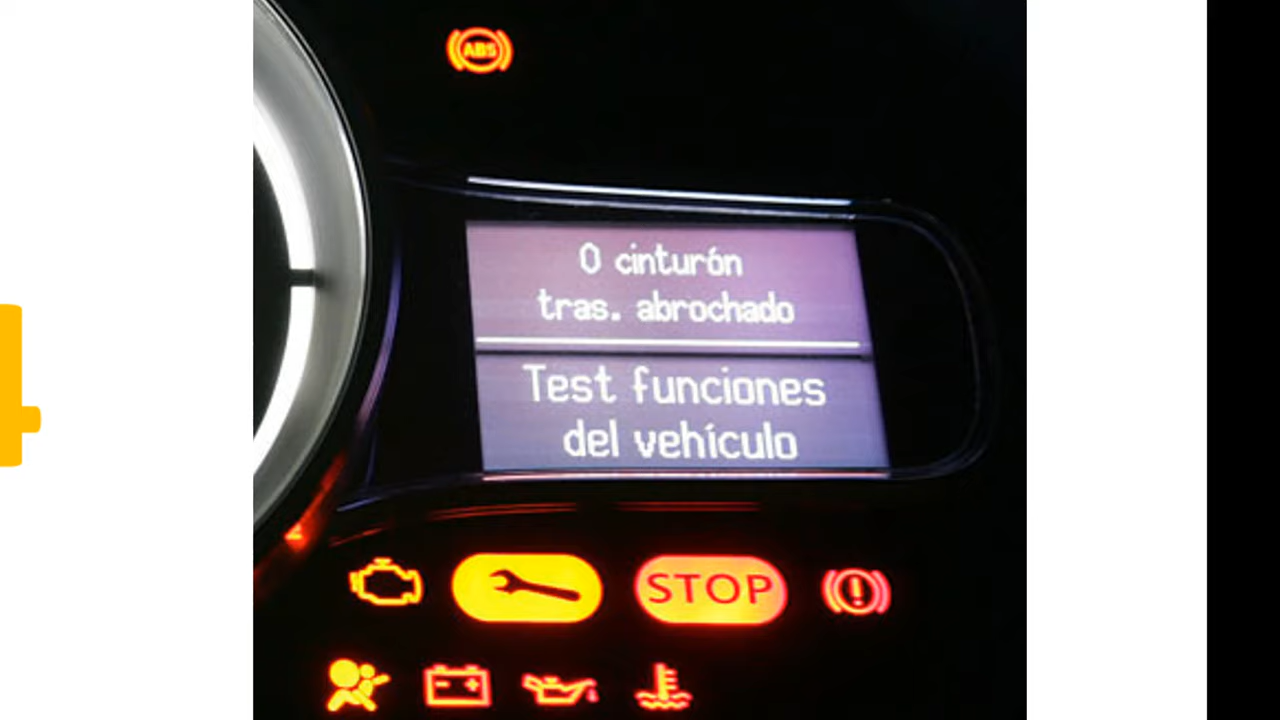 ABS
0 cinturón
tras. abrochado
Test funciones
del vehículo
STOP